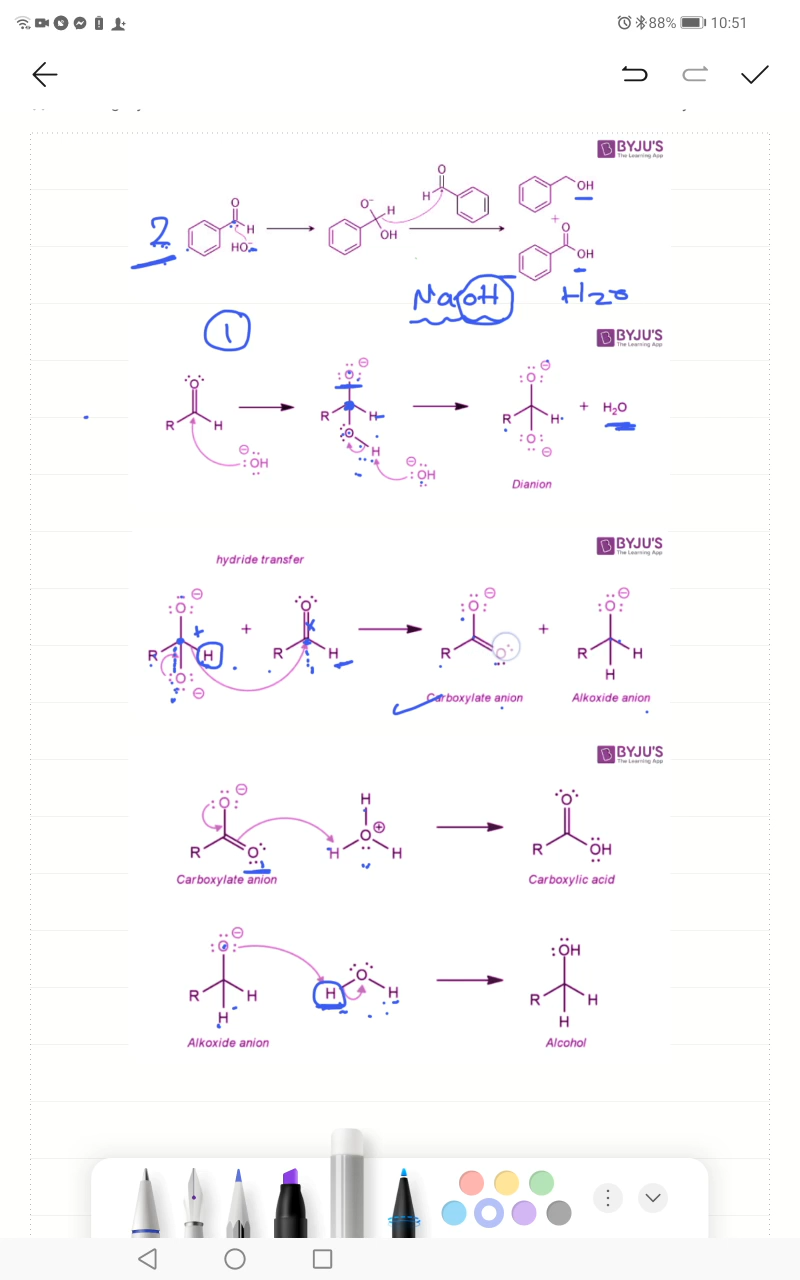 88% 10:51
BYJU'S
The Learning App
O O⁻ H H O OH
2 H HO⁻ OH + O OH
NaOH H2O
1
BYJU'S
The Learning App
:O: :O: ⊖ :O: ⊖
R H R H R H + H₂O
⊖ :OH O H ⊖ :OH :O: ⊖
Dianion
BYJU'S
The Learning App
hydride transfer
:O: ⊖ + O → :O: ⊖ + :O: ⊖
R H R H R O R H
:O: ⊖ H
Carboxylate anion Alkoxide anion
BYJU'S
The Learning App
:O: ⊖ H O
R O H O ⊕ H R OH
Carboxylate anion Carboxylic acid
:O: ⊖ O :OH
R H H H R H
H H
Alkoxide anion Alcohol